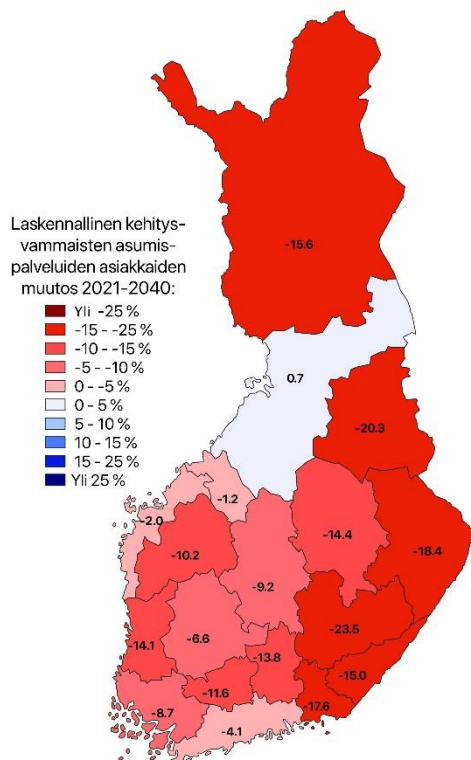 Laskennallinen kehitys-
vammaisten asumis-
palveluiden asiakkaiden
muutos 2021-2040:
Yli -25 %
-15 - -25 %
-10 - -15 %
-5 - -10 %
0 - -5 %
0 - 5 %
5 - 10 %
10 - 15 %
15 - 25 %
Yli 25 %
-15.6
0.7
-20.3
-1.2
-2.0
-14.4
-10.2
-18.4
-9.2
-23.5
-6.6
-14.1
-13.8
-15.0
-11.6
-17.6
-8.7
-4.1